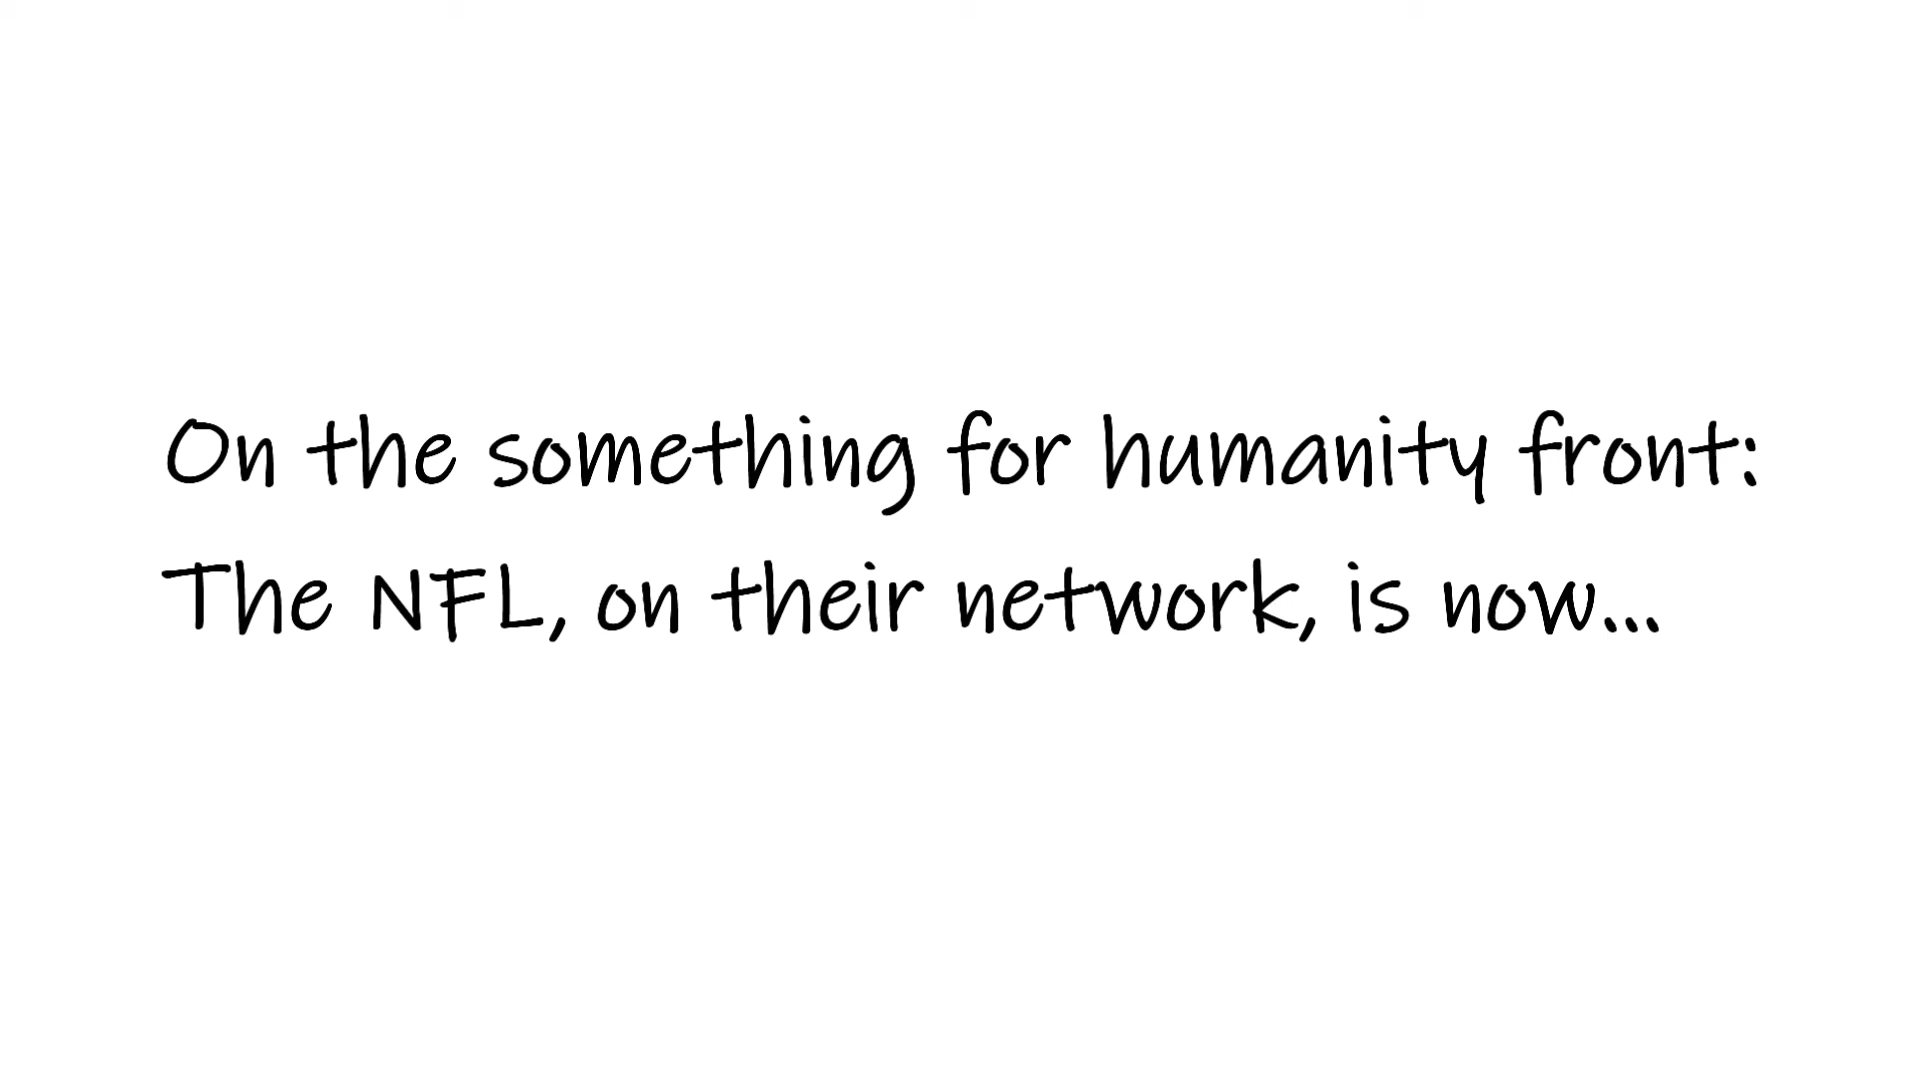 On the something for humanity front:
The NFL, on their network, is now...